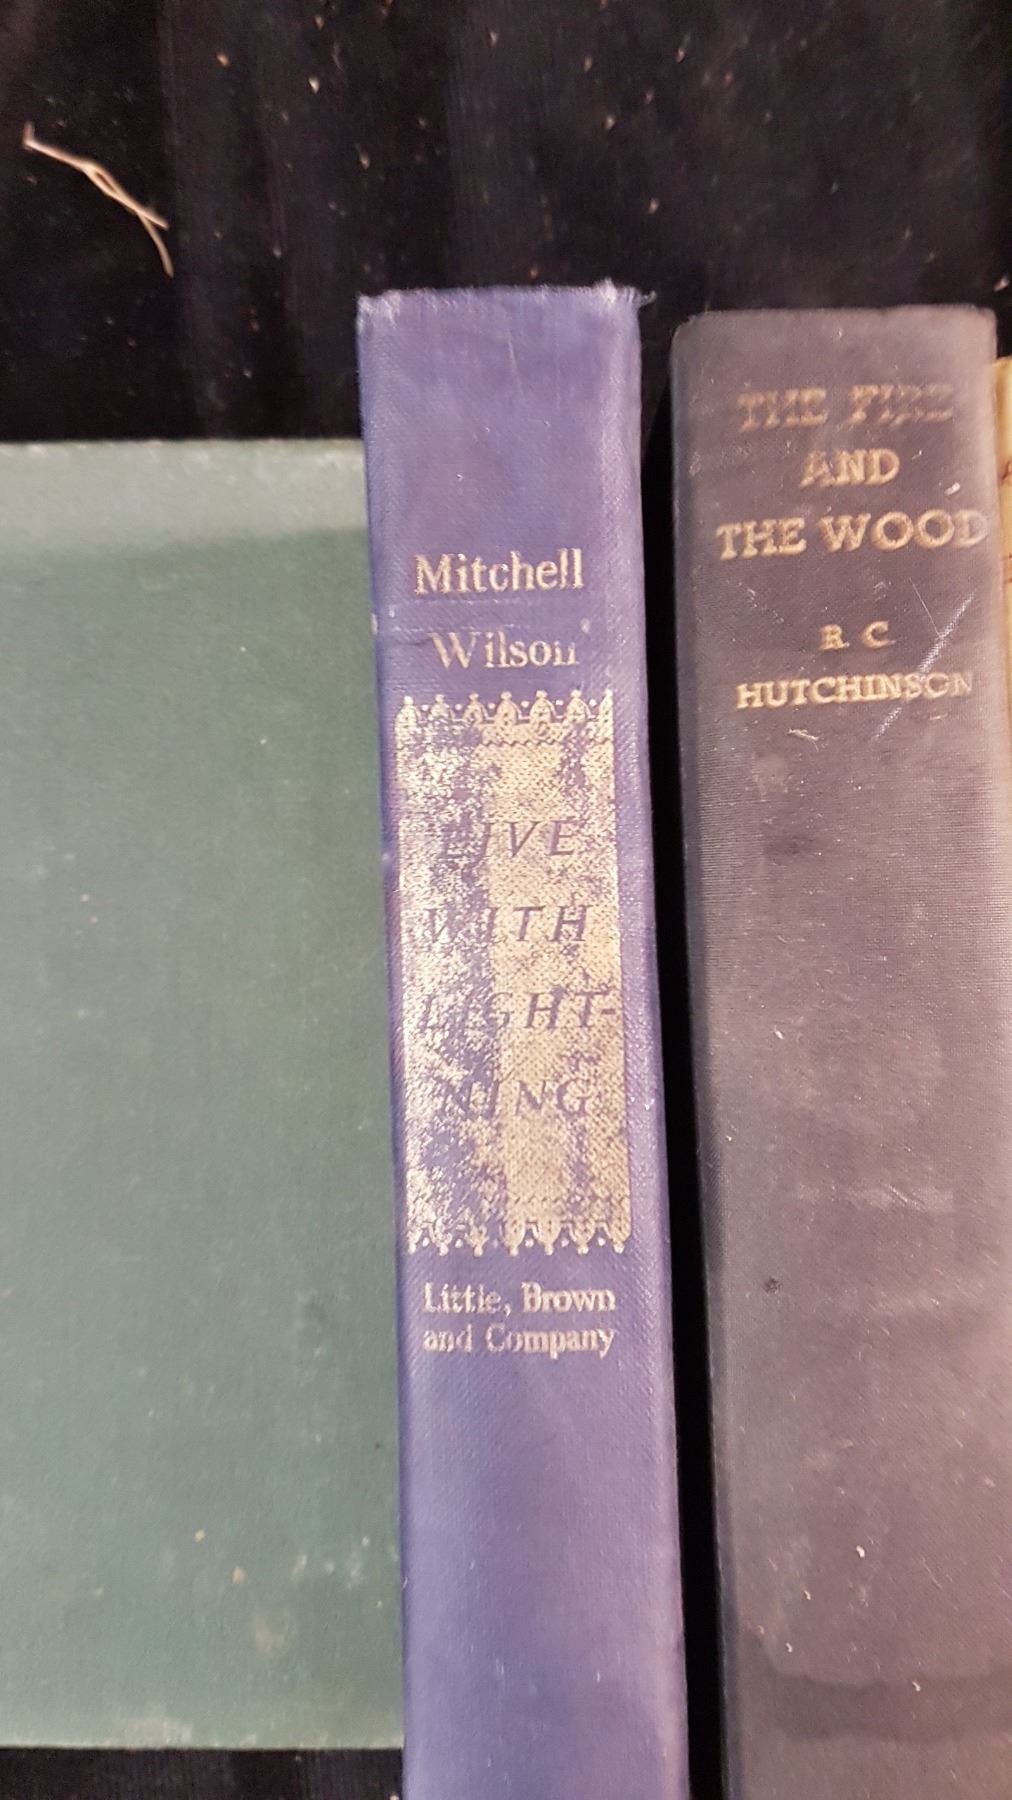 Mitchell
Wilson
LIVE
WITH
LIGHT-
NING
Little, Brown
and Company
THE FIRE
AND
THE WOOD
R. C.
HUTCHINSON